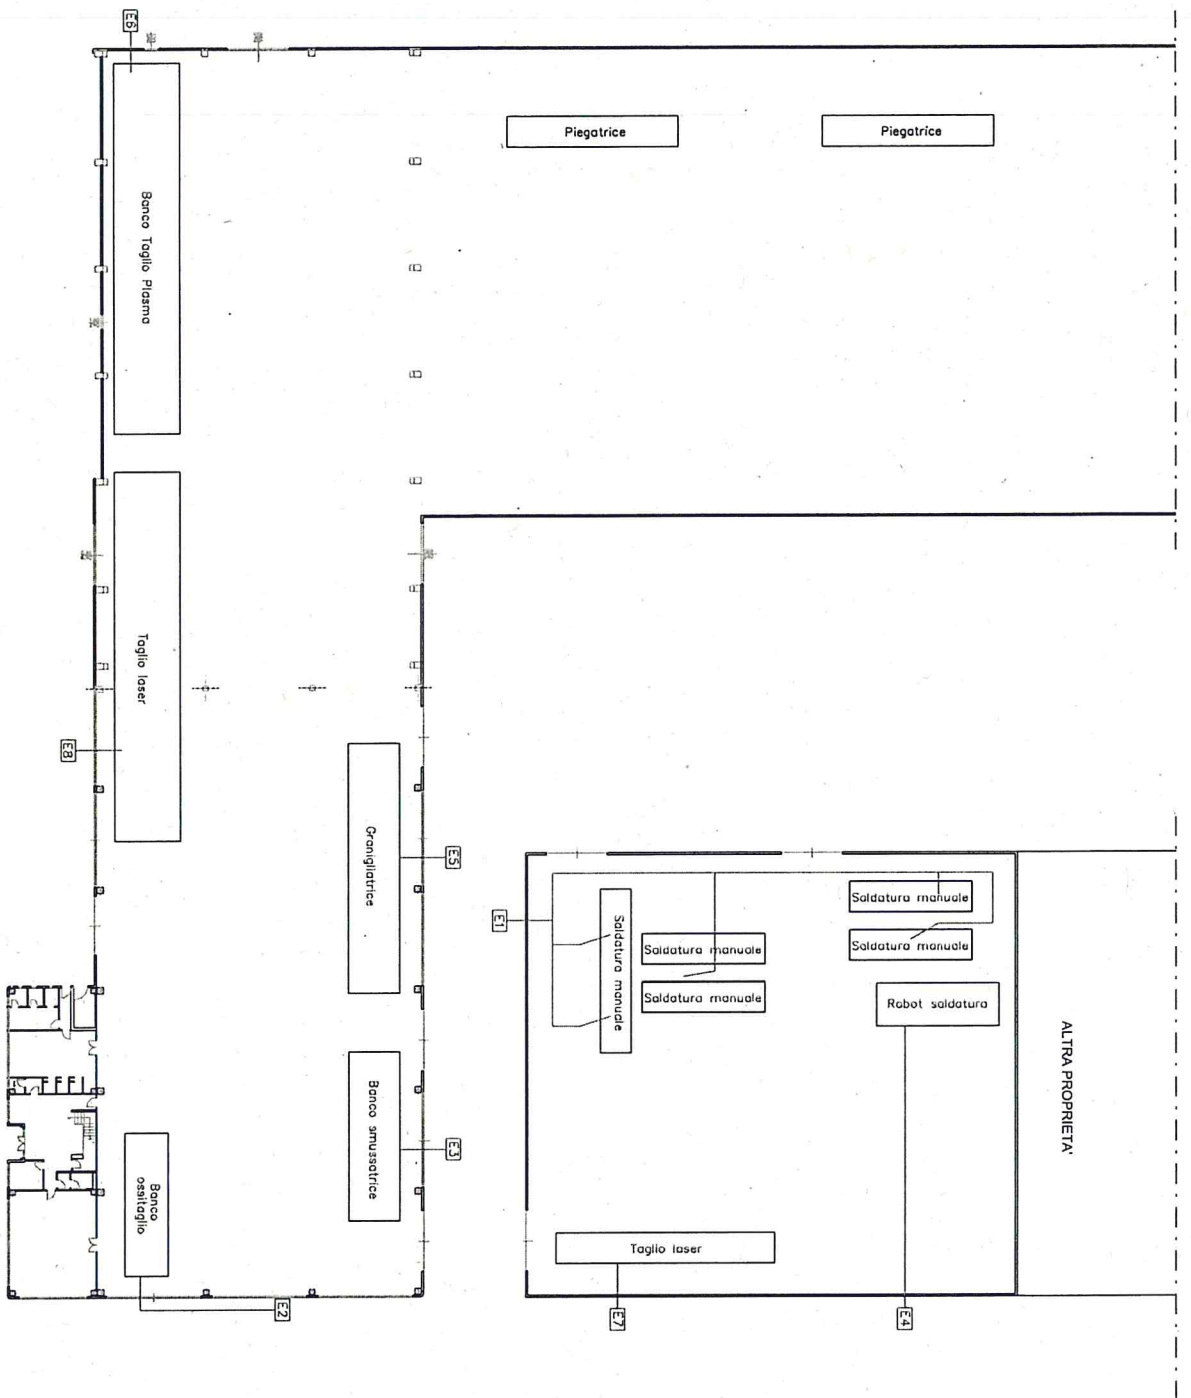 E6
Piegatrice
Piegatrice
Banco Taglio Plasma
Taglio laser
E8
Granigliatrice
E5
E1
Saldatura manuale
Saldatura manuale
Saldatura manuale
Saldatura manuale
Saldatura manuale
Robot saldatura
ALTRA PROPRIETA'
Banco smussatrice
E3
Banco
ossitaglio
E2
Taglio laser
E7
E4